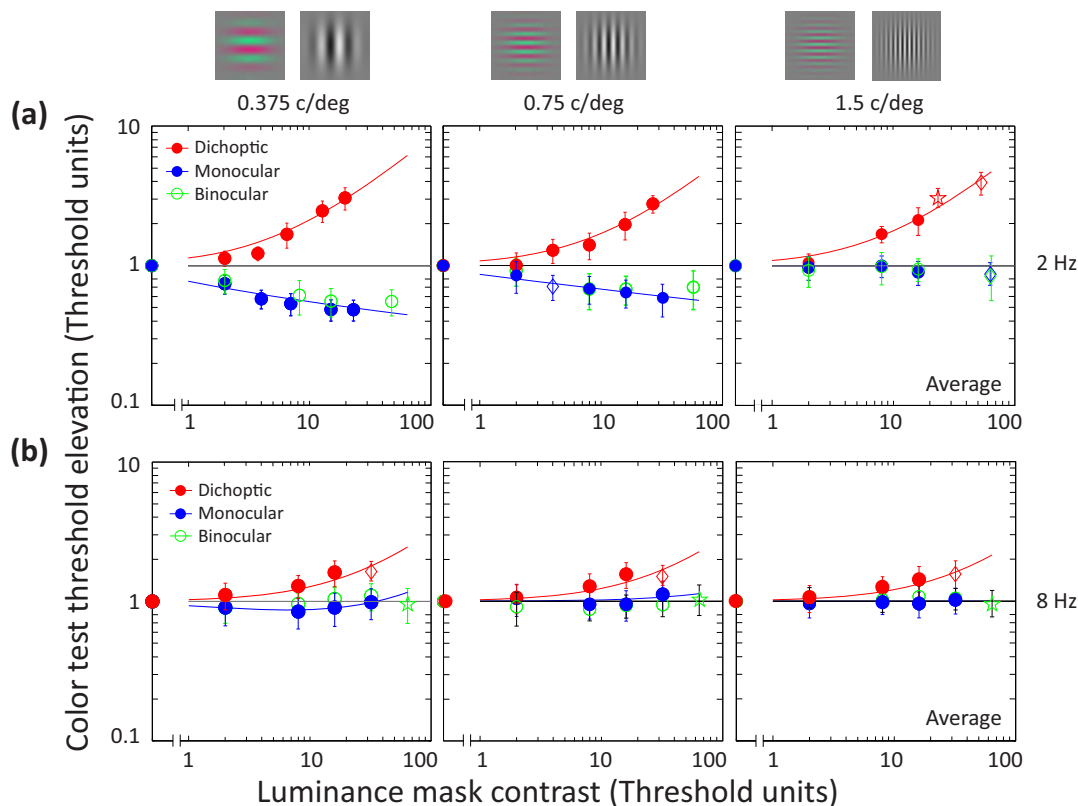 0.375 c/deg
0.75 c/deg
1.5 c/deg
(a)
10
Dichoptic
Monocular
Binocular
1
2 Hz
Average
0.1
1 10 100
1 10 100
1 10 100
(b)
10
Dichoptic
Monocular
Binocular
1
8 Hz
Average
0.1
1 10 100
1 10 100
1 10 100
Color test threshold elevation (Threshold units)
Luminance mask contrast (Threshold units)